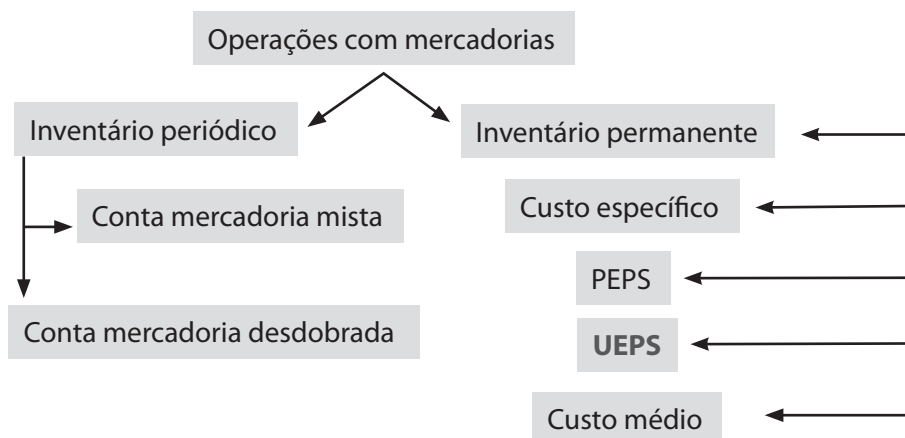 Operações com mercadorias
Inventário periódico
Inventário permanente
Conta mercadoria mista
Custo específico
PEPS
Conta mercadoria desdobrada
UEPS
Custo médio